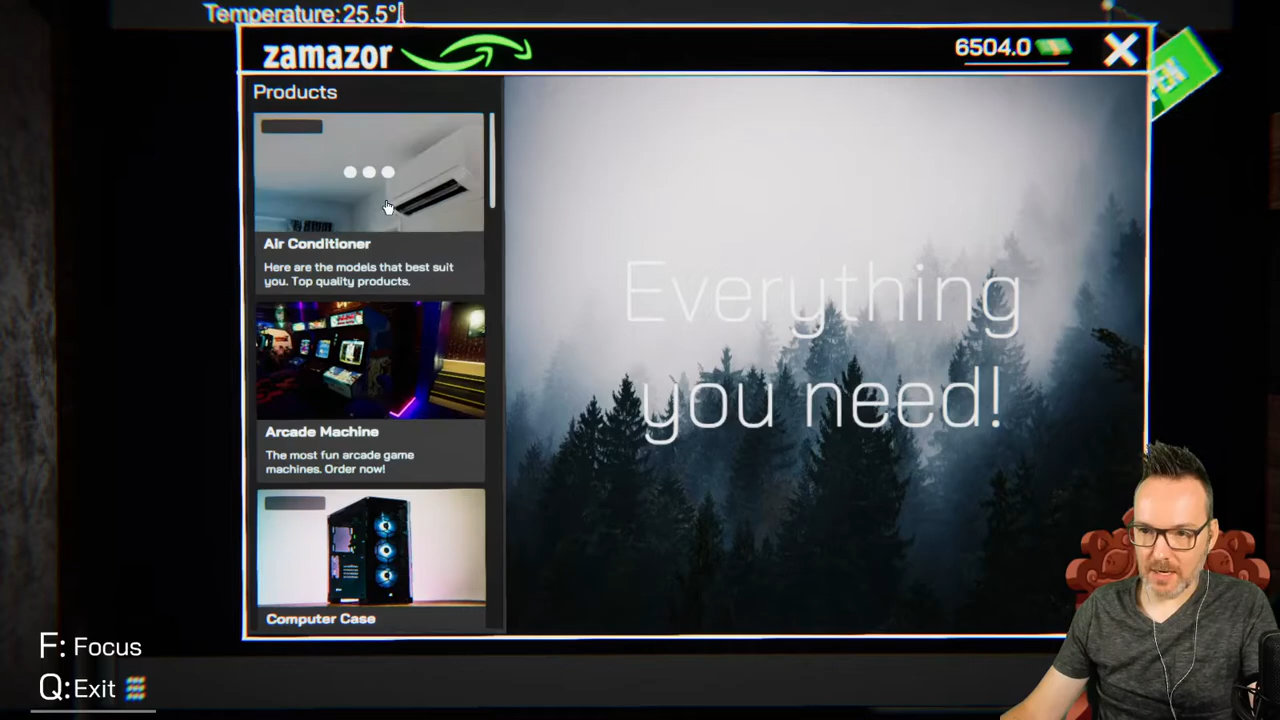 Temperature: 25.5°
zamazor
6504.0
PEN
Products
Air Conditioner
Here are the models that best suit
you. Top quality products.
Arcade Machine
The most fun arcade game
machines. Order now!
Computer Case
Everything
you need!
F: Focus
Q: Exit